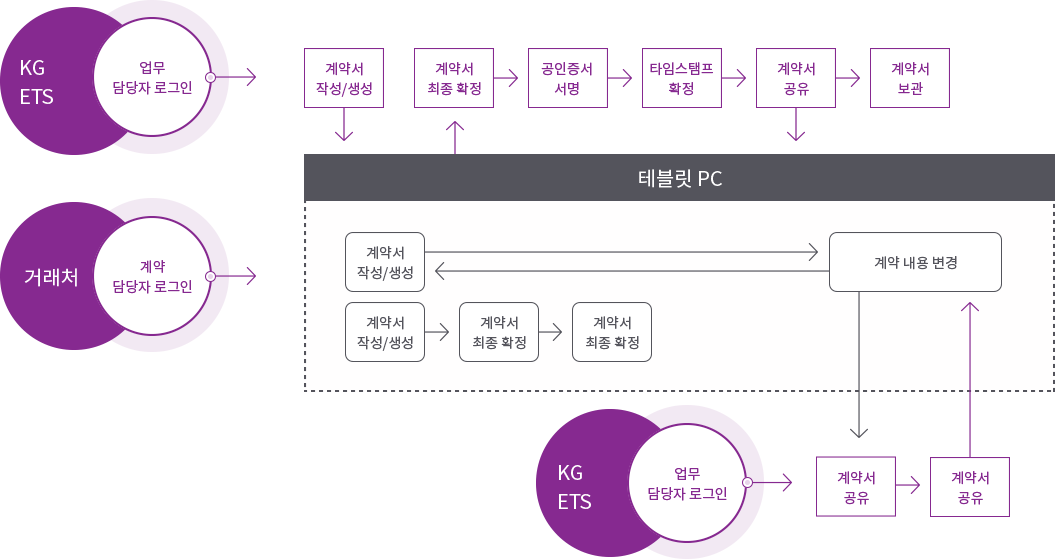 KG
ETS
업무
담당자 로그인
계약서
작성/생성
계약서
최종 확정
공인증서
서명
타임스탬프
확정
계약서
공유
계약서
보관
테블릿 PC
거래처
계약
담당자 로그인
계약서
작성/생성
계약 내용 변경
계약서
작성/생성
계약서
최종 확정
계약서
최종 확정
KG
ETS
업무
담당자 로그인
계약서
공유
계약서
공유